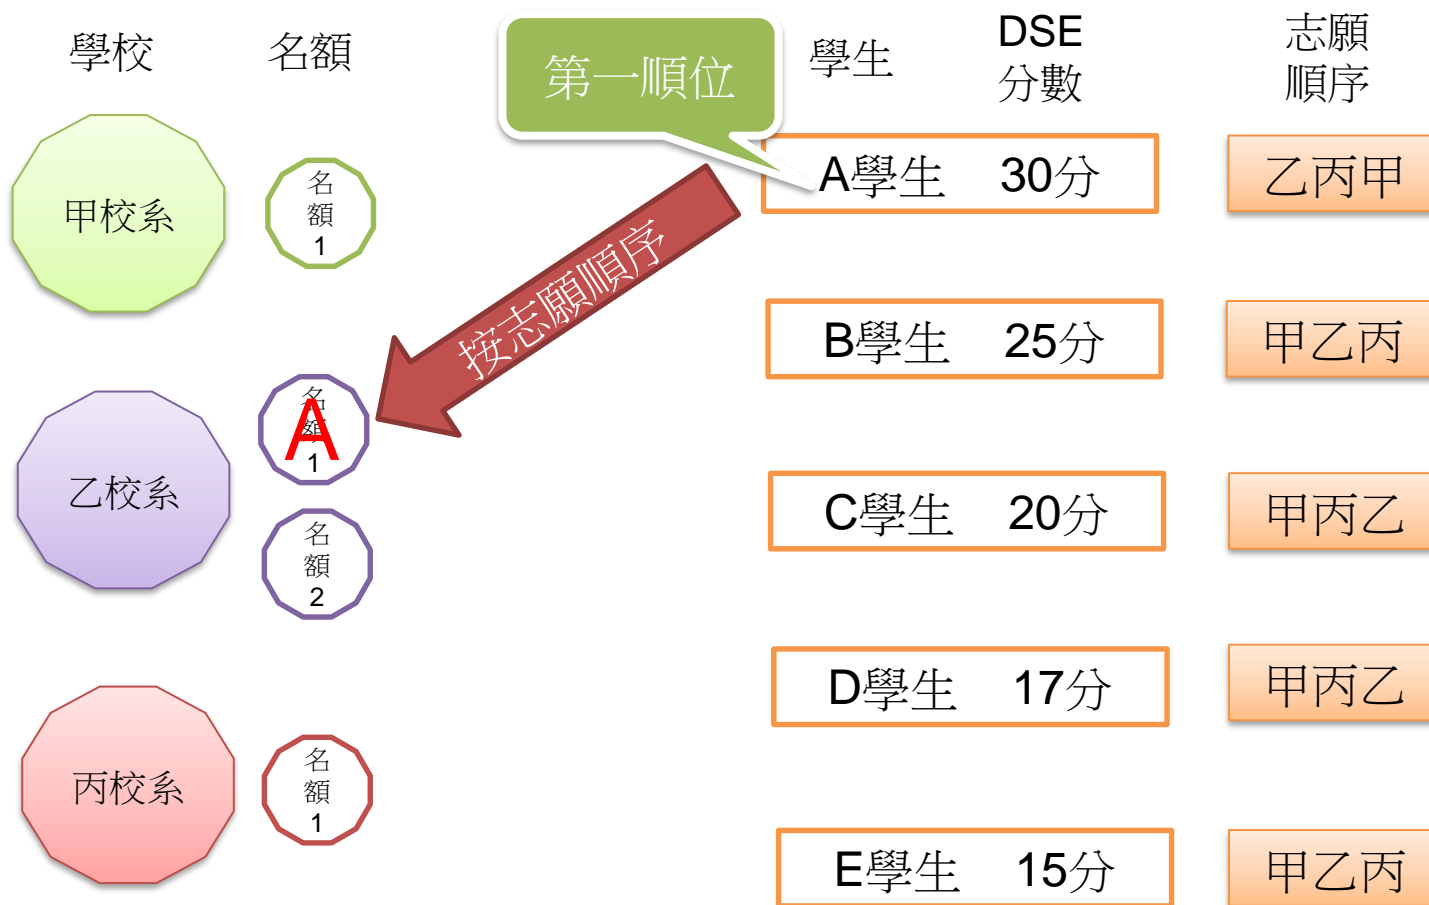 學校
名額
第一順位
學生
DSE
分數
志願
順序
甲校系
名
額
1
A學生 30分
乙丙甲
按志願順序
B學生 25分
甲乙丙
乙校系
名
額
1
A
名
額
2
C學生 20分
甲丙乙
D學生 17分
甲丙乙
丙校系
名
額
1
E學生 15分
甲乙丙